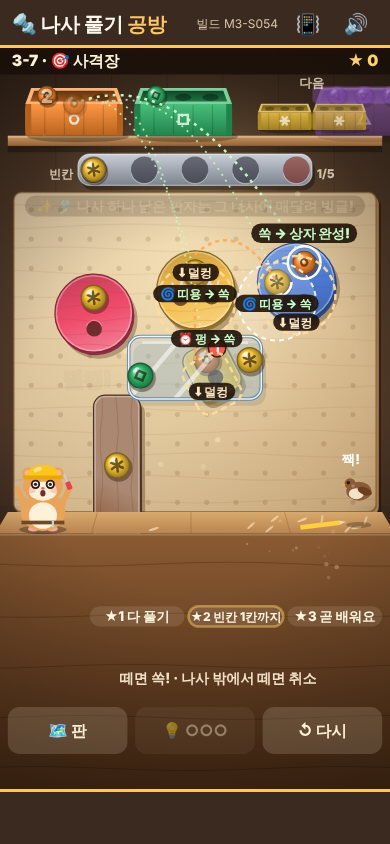 나사 풀기 공방
빌드 M3-S054
3-7 · 사격장
★ 0
다음
2
빈칸
1/5
쏙 → 상자 완성!
⬇덜컹
띠용 → 쏙
띠용 → 쏙
⬇덜컹
펑 → 쏙
⬇덜컹
짹!
★1 다 풀기
★2 빈칸 1칸까지
★3 곧 배워요
떼면 쏙! · 나사 밖에서 떼면 취소
판
다시